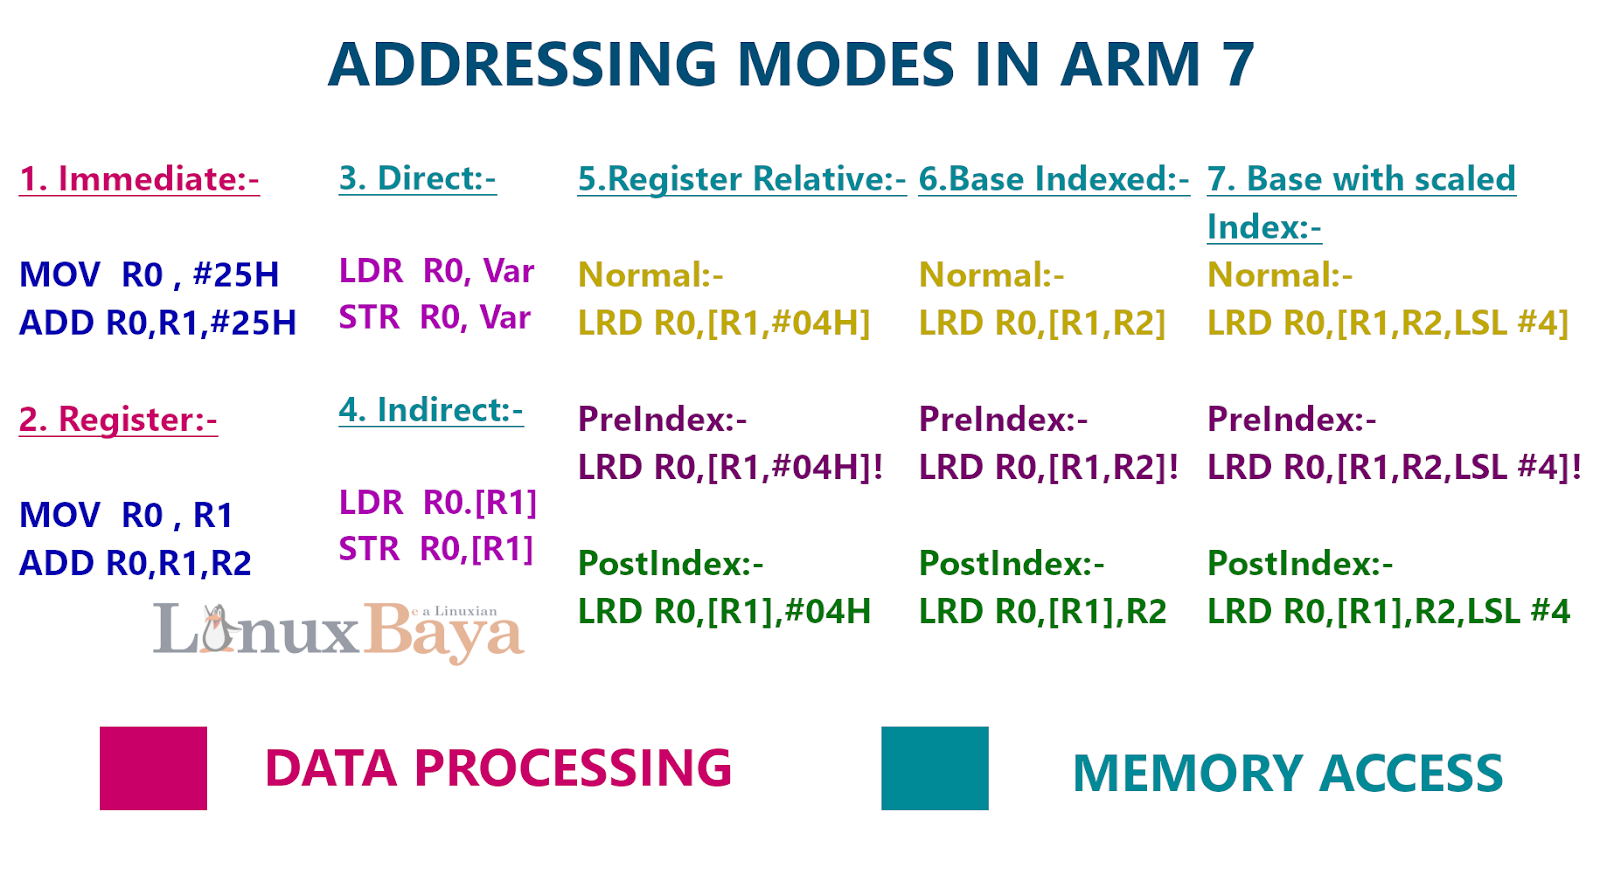 ADDRESSING MODES IN ARM 7
1. Immediate:-
MOV  R0 , #25H
ADD R0,R1,#25H
2. Register:-
MOV  R0 , R1
ADD R0,R1,R2
3. Direct:-
LDR  R0, Var
STR  R0, Var
4. Indirect:-
LDR  R0.[R1]
STR  R0,[R1]
5.Register Relative:-
Normal:-
LRD R0,[R1,#04H]
PreIndex:-
LRD R0,[R1,#04H]!
PostIndex:-
LRD R0,[R1],#04H
6.Base Indexed:-
Normal:-
LRD R0,[R1,R2]
PreIndex:-
LRD R0,[R1,R2]!
PostIndex:-
LRD R0,[R1],R2
7. Base with scaled
Index:-
Normal:-
LRD R0,[R1,R2,LSL #4]
PreIndex:-
LRD R0,[R1,R2,LSL #4]!
PostIndex:-
LRD R0,[R1],R2,LSL #4
LinuxBaya
Be a Linuxian
DATA PROCESSING
MEMORY ACCESS